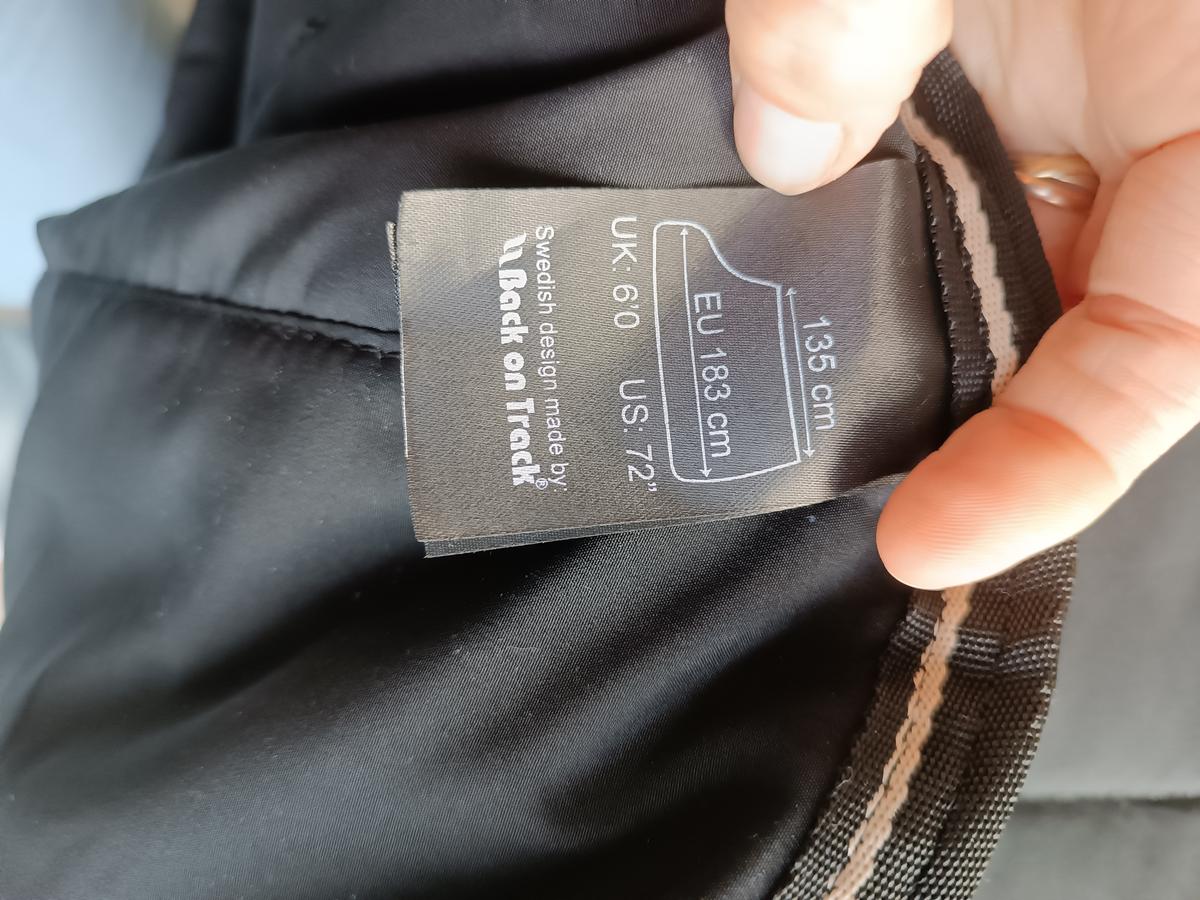 135 cm
EU 183 cm
UK: 6'0 US: 72"
Swedish design made by:
Back on Track®